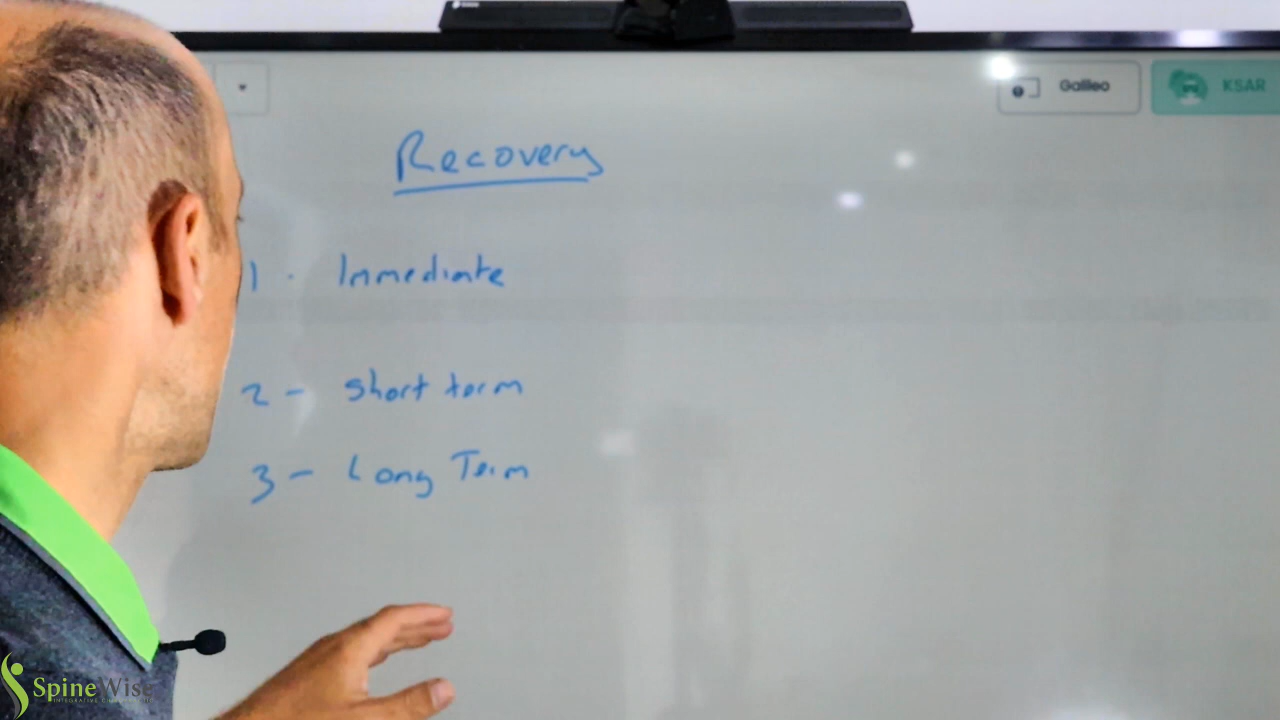 Galileo
KSAR
Recovery
1. Immediate
2 - Short term
3 - Long Term
SpineWise